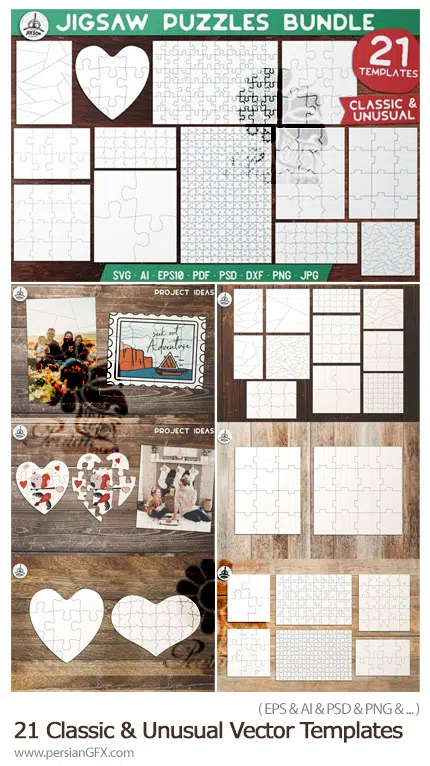 JIGSAW PUZZLES BUNDLE
21
TEMPLATES
CLASSIC &
UNUSUAL
SVG - AI - EPS10 - PDF - PSD - DXF - PNG - JPG
PROJECT IDEAS
seek out
Adventure
PROJECT IDEAS
( EPS & AI & PSD & PNG & ... )
21 Classic & Unusual Vector Templates
www.persianGFX.com